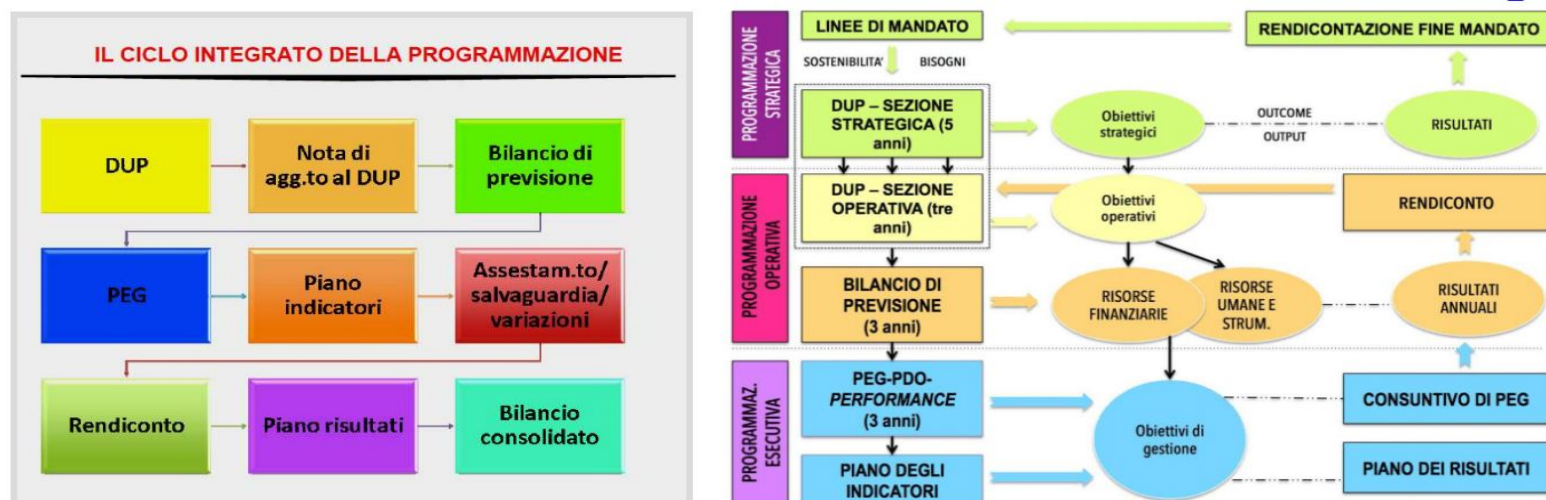 IL CICLO INTEGRATO DELLA PROGRAMMAZIONE
DUP
Nota di
agg.to al DUP
Bilancio di
previsione
PEG
Piano
indicatori
Assestam.to/
salvaguardia/
variazioni
Rendiconto
Piano risultati
Bilancio
consolidato
PROGRAMMAZIONE
STRATEGICA
LINEE DI MANDATO
RENDICONTAZIONE FINE MANDATO
SOSTENIBILITA'
BISOGNI
DUP – SEZIONE
STRATEGICA (5
anni)
Obiettivi
strategici
OUTCOME
OUTPUT
RISULTATI
PROGRAMMAZIONE
OPERATIVA
DUP – SEZIONE
OPERATIVA (tre
anni)
Obiettivi
operativi
RENDICONTO
BILANCIO DI
PREVISIONE
(3 anni)
RISORSE
FINANZIARIE
RISORSE
UMANE E
STRUM.
RISULTATI
ANNUALI
PROGRAMMAZ.
ESECUTIVA
PEG-PDO-
PERFORMANCE
(3 anni)
Obiettivi di
gestione
CONSUNTIVO DI PEG
PIANO DEGLI
INDICATORI
PIANO DEI RISULTATI